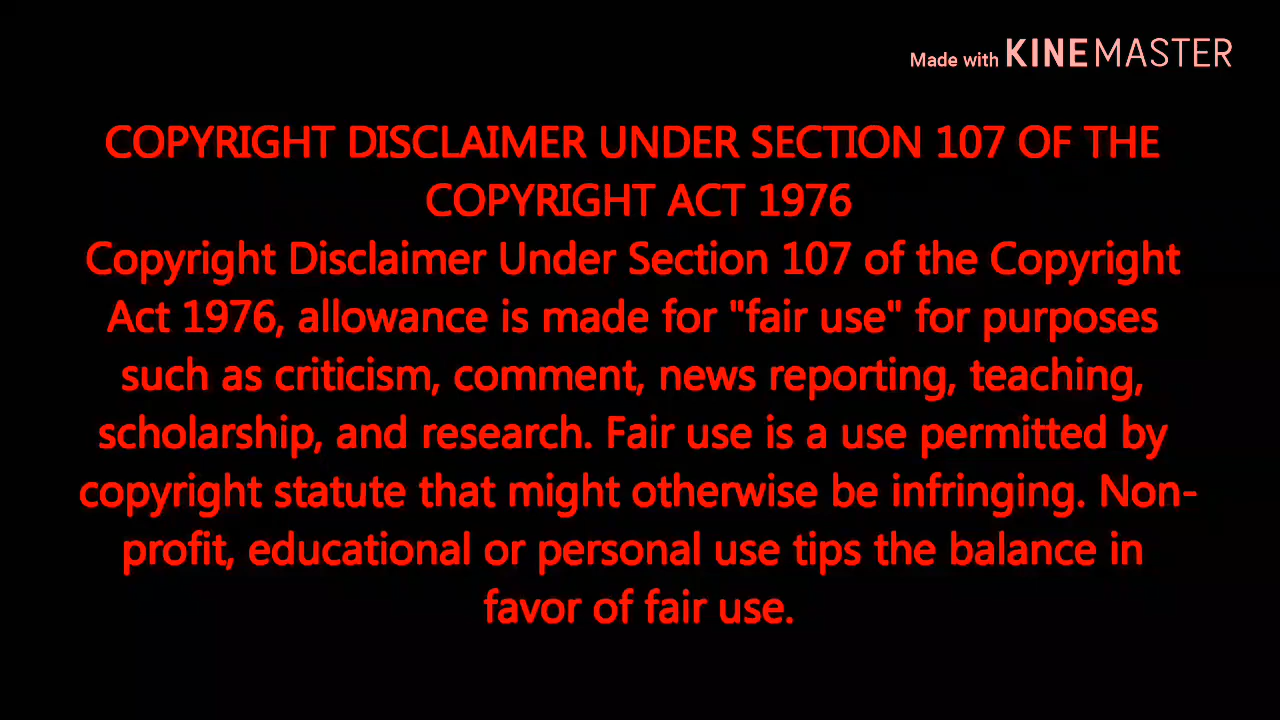 Made with KINEMASTER
COPYRIGHT DISCLAIMER UNDER SECTION 107 OF THE
COPYRIGHT ACT 1976
Copyright Disclaimer Under Section 107 of the Copyright
Act 1976, allowance is made for "fair use" for purposes
such as criticism, comment, news reporting, teaching,
scholarship, and research. Fair use is a use permitted by
copyright statute that might otherwise be infringing. Non-
profit, educational or personal use tips the balance in
favor of fair use.